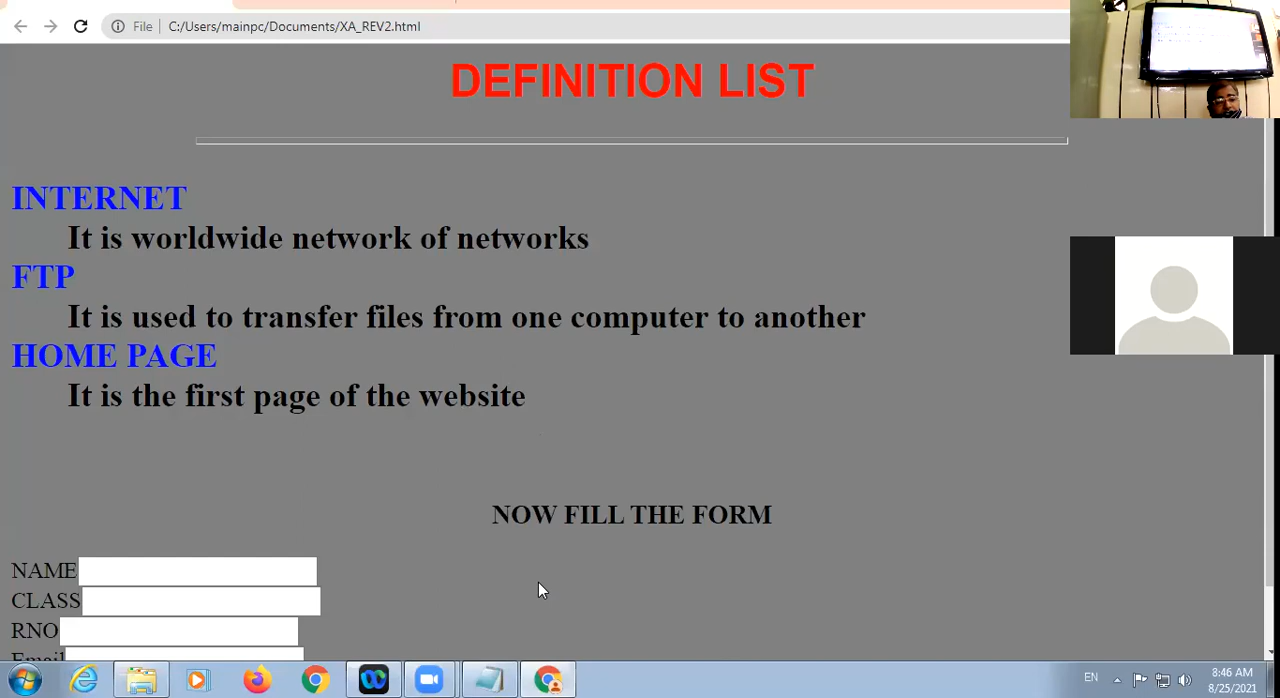 File
C:/Users/mainpc/Documents/XA_REV2.html
DEFINITION LIST
INTERNET
It is worldwide network of networks
FTP
It is used to transfer files from one computer to another
HOME PAGE
It is the first page of the website
NOW FILL THE FORM
NAME
CLASS
RNO
Email
EN
8:46 AM
8/25/2021